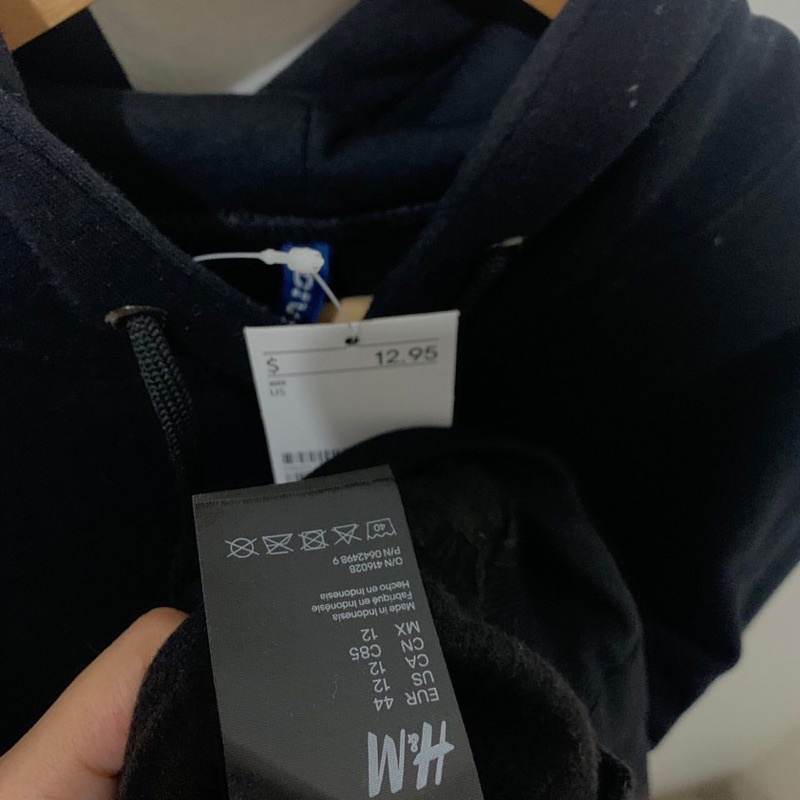 $ 12.95
US
H&M
EUR 44
US 12
CA 12
CN C85
MX 12
Made in Indonesia
Fabriqué en Indonésie
Hecho en Indonesia
O/N 416028
P/N 0642498 9
40